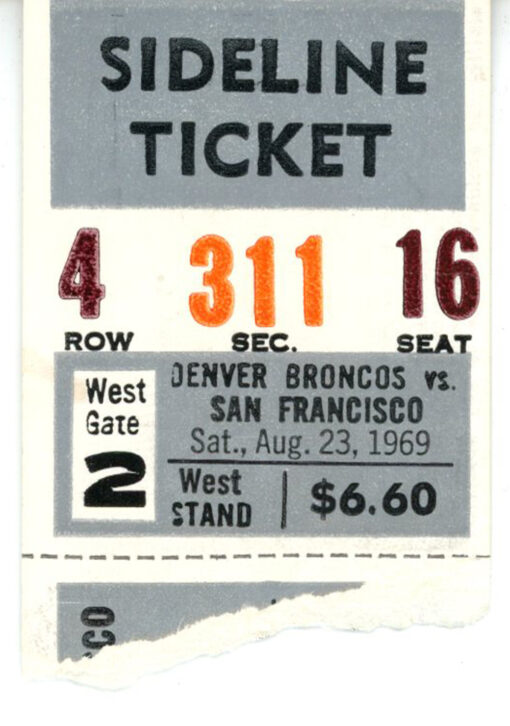 SIDELINE
TICKET
4 311 16
ROW SEC. SEAT
DENVER BRONCOS vs.
SAN FRANCISCO
Sat., Aug. 23, 1969
West
Gate
2
West
STAND
$6.60
CO